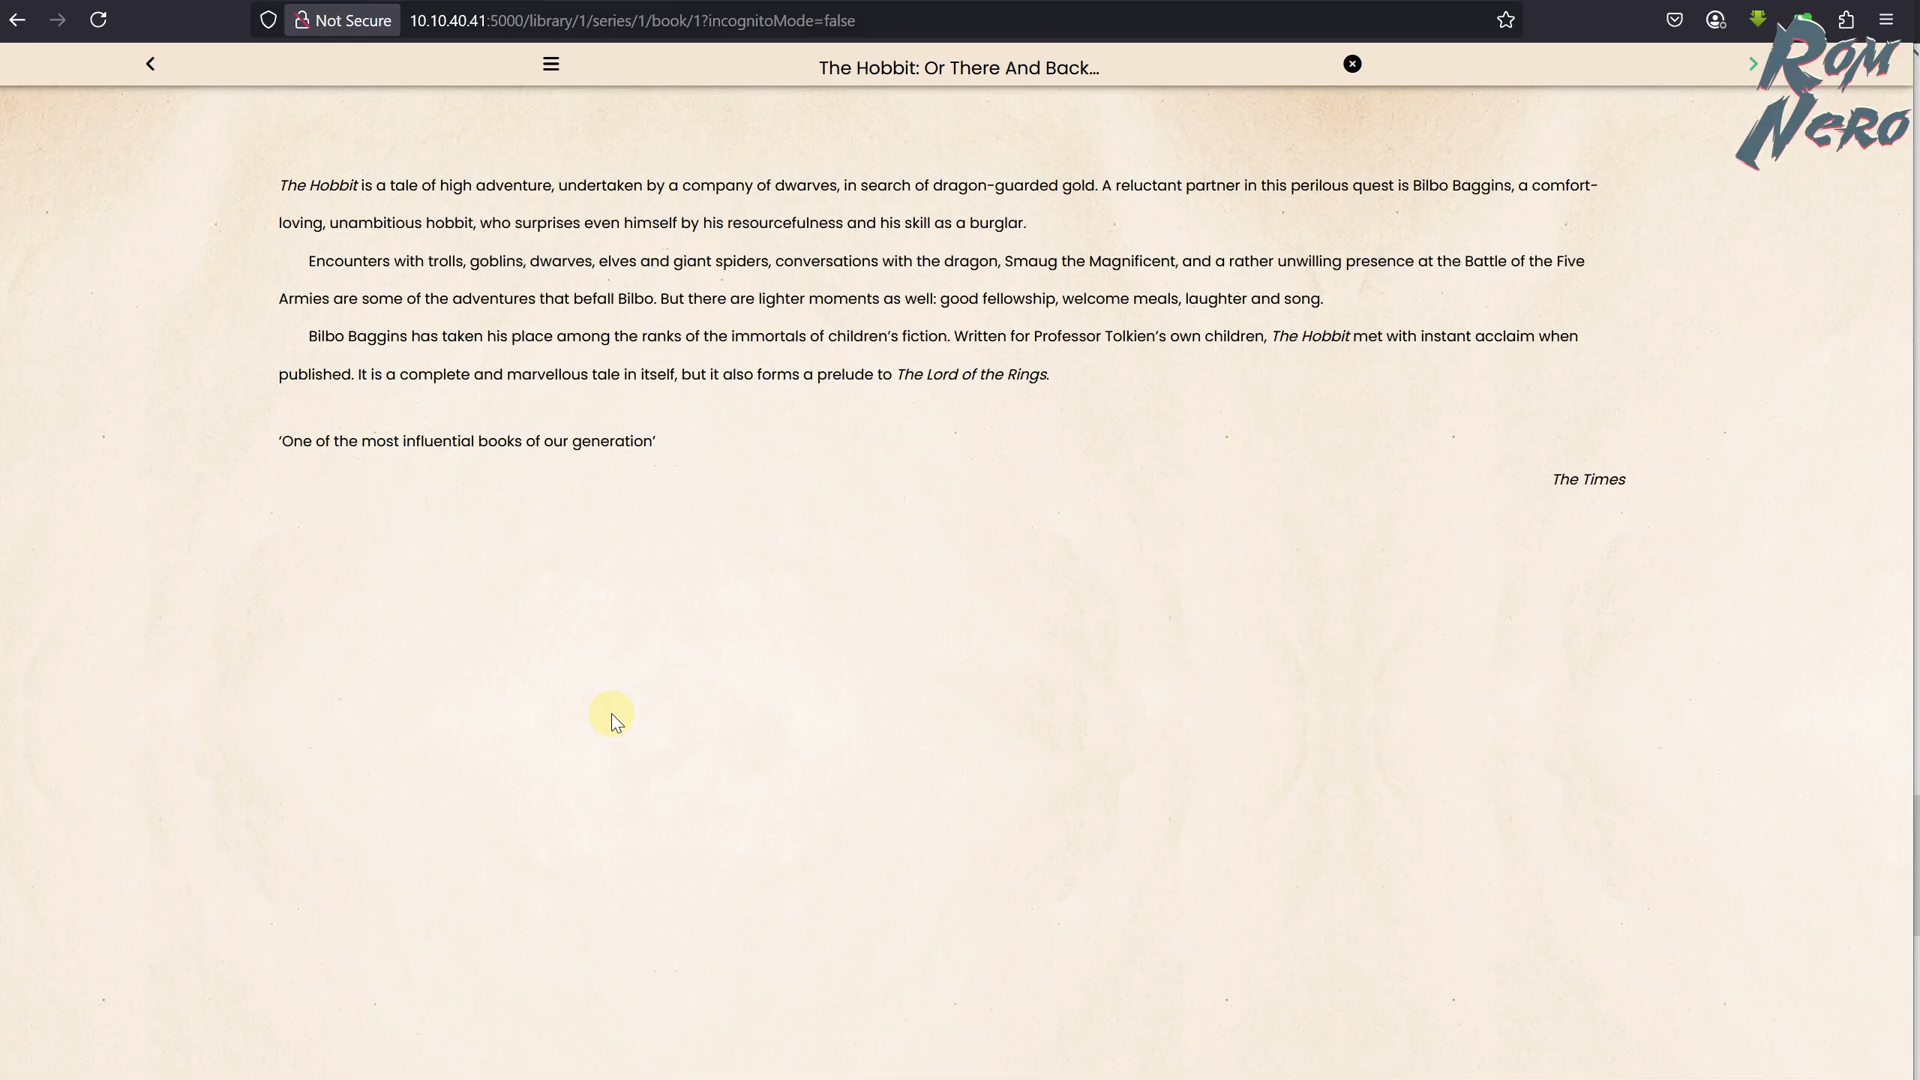 Not Secure
10.10.40.41:5000/library/1/series/1/book/1?incognitoMode=false
The Hobbit: Or There And Back...
ROM
NERO
The Hobbit is a tale of high adventure, undertaken by a company of dwarves, in search of dragon-guarded gold. A reluctant partner in this perilous quest is Bilbo Baggins, a comfort-
loving, unambitious hobbit, who surprises even himself by his resourcefulness and his skill as a burglar.
Encounters with trolls, goblins, dwarves, elves and giant spiders, conversations with the dragon, Smaug the Magnificent, and a rather unwilling presence at the Battle of the Five
Armies are some of the adventures that befall Bilbo. But there are lighter moments as well: good fellowship, welcome meals, laughter and song.
Bilbo Baggins has taken his place among the ranks of the immortals of children’s fiction. Written for Professor Tolkien’s own children, The Hobbit met with instant acclaim when
published. It is a complete and marvellous tale in itself, but it also forms a prelude to The Lord of the Rings.
‘One of the most influential books of our generation’
The Times